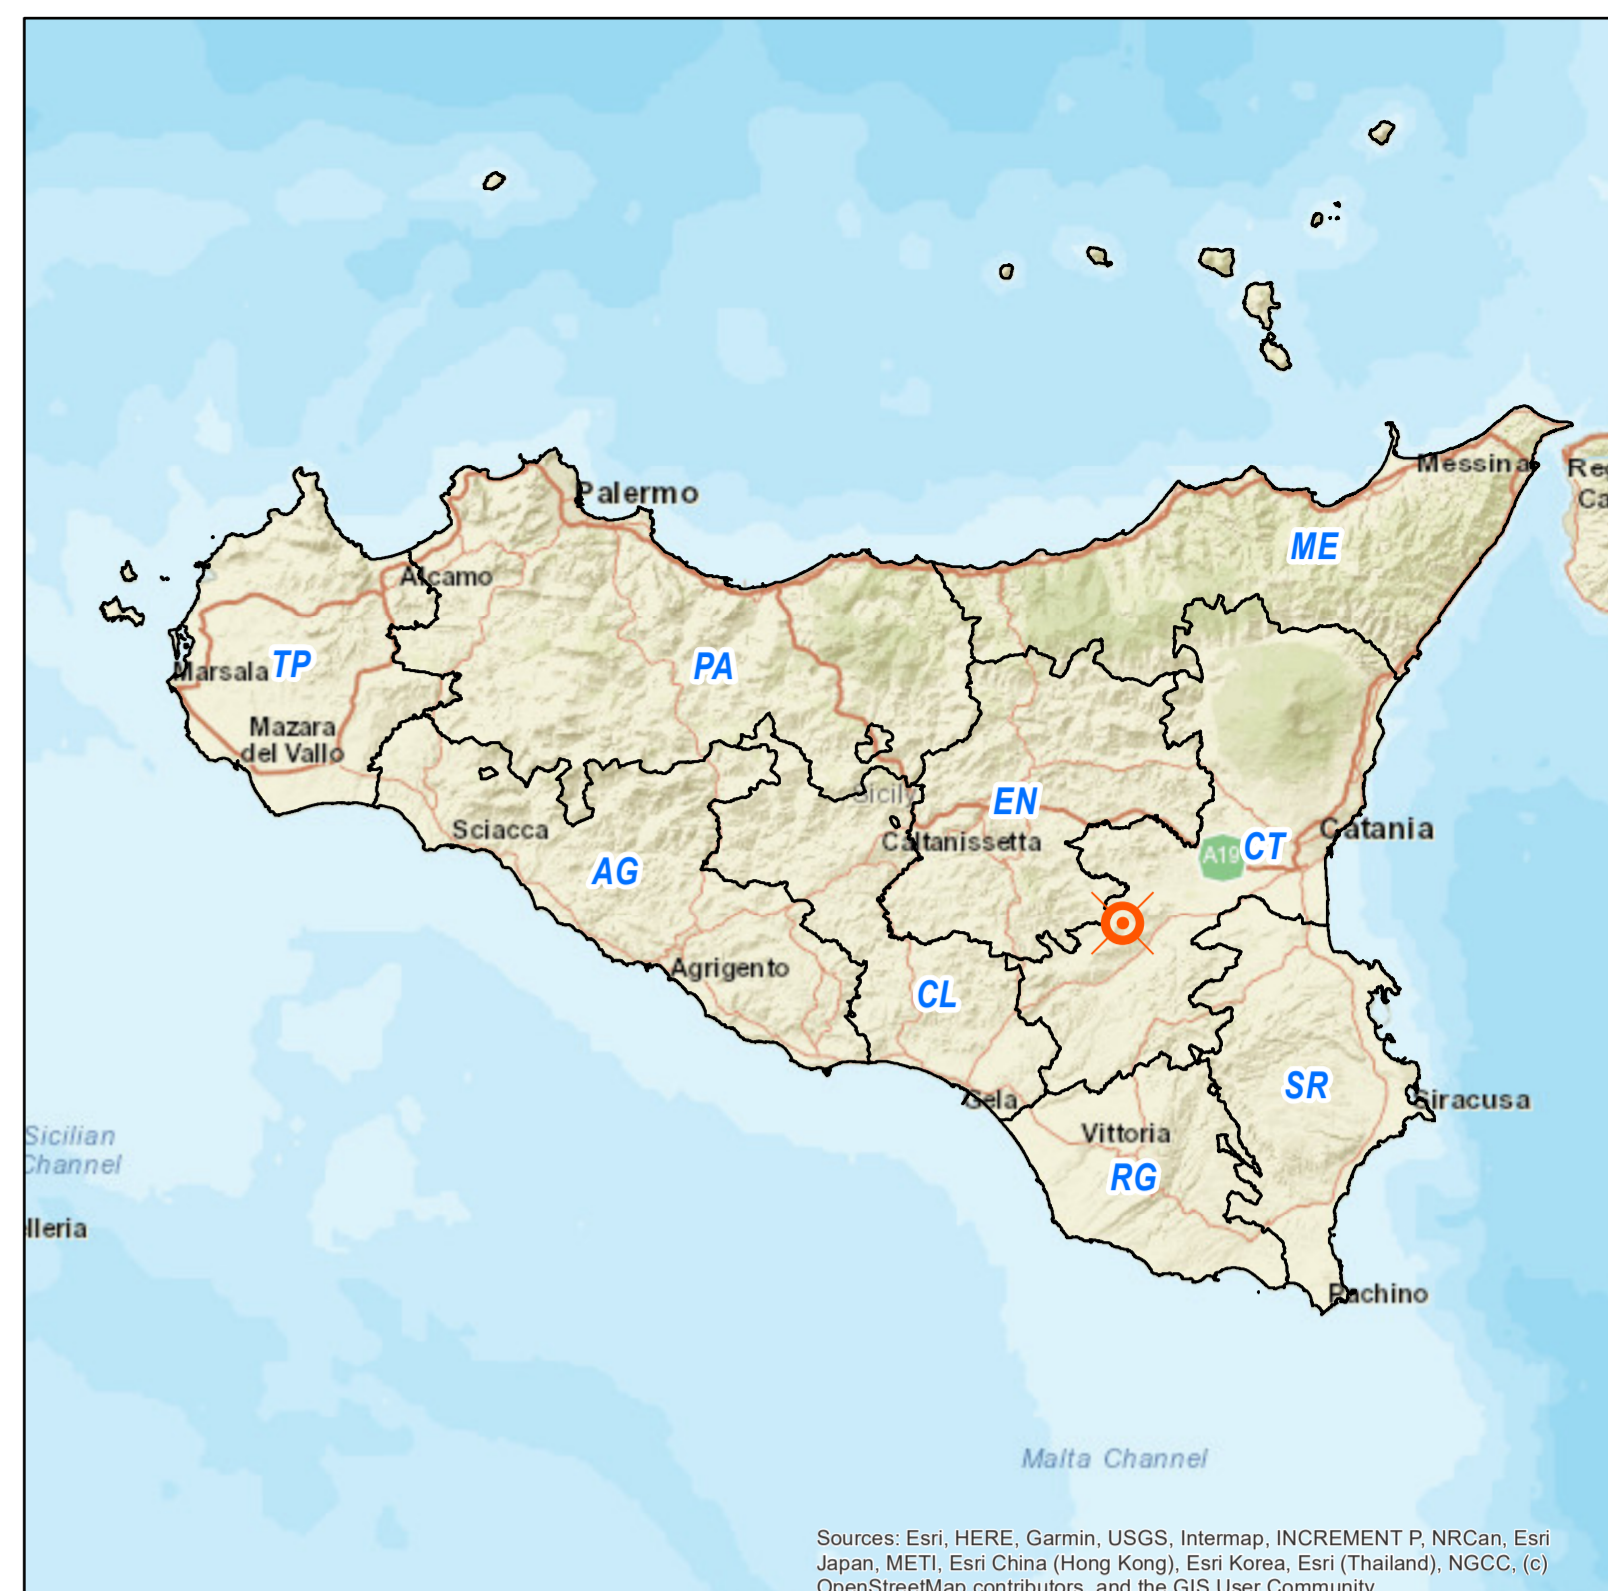 Messina
Reg
Ca
Palermo
ME
Alcamo
Marsala
TP
PA
Mazara
del Vallo
Sicily
EN
Sciacca
Caltanissetta
A19
CT
Catania
AG
Agrigento
CL
SR
Gela
Siracusa
Vittoria
Sicilian
Channel
RG
lleria
Pachino
Malta Channel
Sources: Esri, HERE, Garmin, USGS, Intermap, INCREMENT P, NRCan, Esri
Japan, METI, Esri China (Hong Kong), Esri Korea, Esri (Thailand), NGCC, (c)
OpenStreetMap contributors, and the GIS User Community